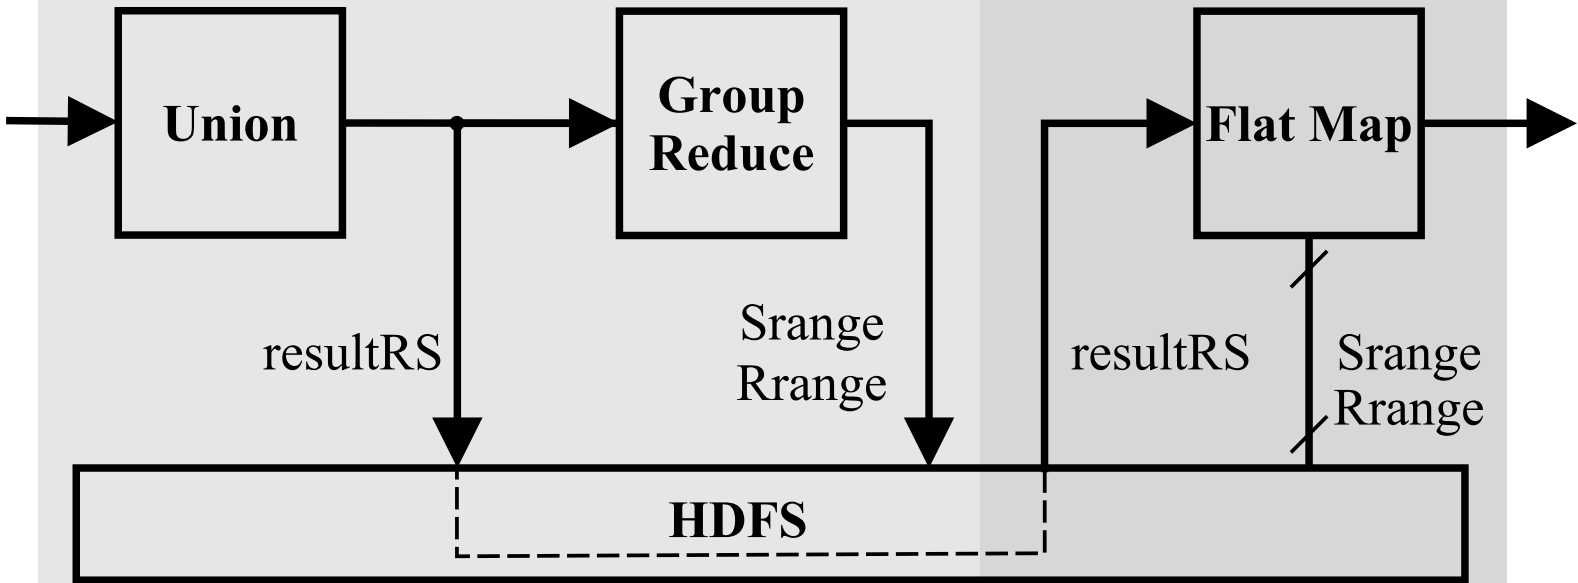 Union
Group
Reduce
Flat Map
resultRS
Srange
Rrange
resultRS
Srange
Rrange
HDFS